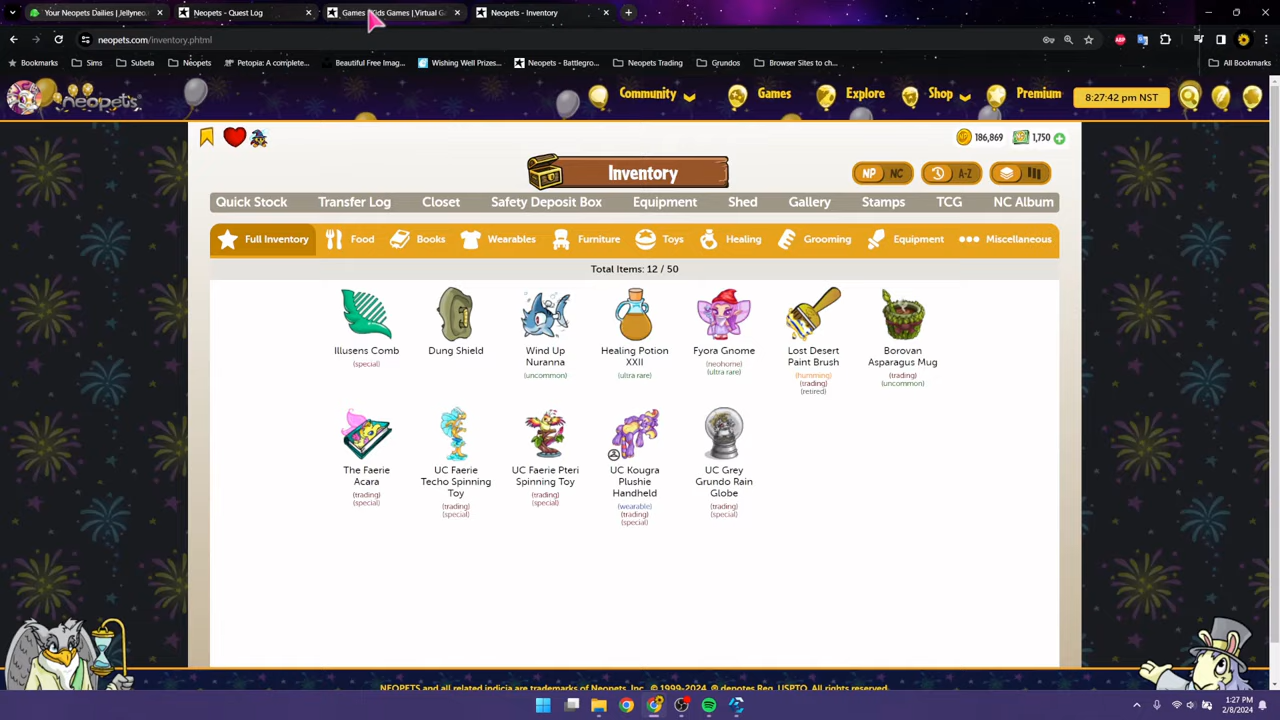 Your Neopets Dailies | Jellyneo
Neopets - Quest Log
Games | Kids Games | Virtual G
Neopets - Inventory
neopets.com/inventory.phtml
Bookmarks
Sims
Subeta
Neopets
Petopia: A complete...
Beautiful Free Imag...
Wishing Well Prizes...
Neopets - Battlegro...
Neopets Trading
Grundos
Browser Sites to ch...
All Bookmarks
neopets
Community
Games
Explore
Shop
Premium
8:27:42 pm NST
186,869
1,750
Inventory
NP
NC
A-Z
Quick Stock
Transfer Log
Closet
Safety Deposit Box
Equipment
Shed
Gallery
Stamps
TCG
NC Album
Full Inventory
Food
Books
Wearables
Furniture
Toys
Healing
Grooming
Equipment
Miscellaneous
Total Items: 12 / 50
Illusens Comb
(special)
Dung Shield
Wind Up
Nuranna
(uncommon)
Healing Potion
XXII
(ultra rare)
Fyora Gnome
(neohome)
(ultra rare)
Lost Desert
Paint Brush
(humming)
(trading)
(retired)
Borovan
Asparagus Mug
(trading)
(uncommon)
The Faerie
Acara
(trading)
(special)
UC Faerie
Techo Spinning
Toy
(trading)
(special)
UC Faerie Pteri
Spinning Toy
(trading)
(special)
UC Kougra
Plushie
Handheld
(wearable)
(trading)
(special)
UC Grey
Grundo Rain
Globe
(trading)
(special)
NEOPETS and all related indicia are trademarks of Neopets, Inc., © 1999-2024. ® denotes Reg. USPTO. All rights reserved.
1:27 PM
2/8/2024